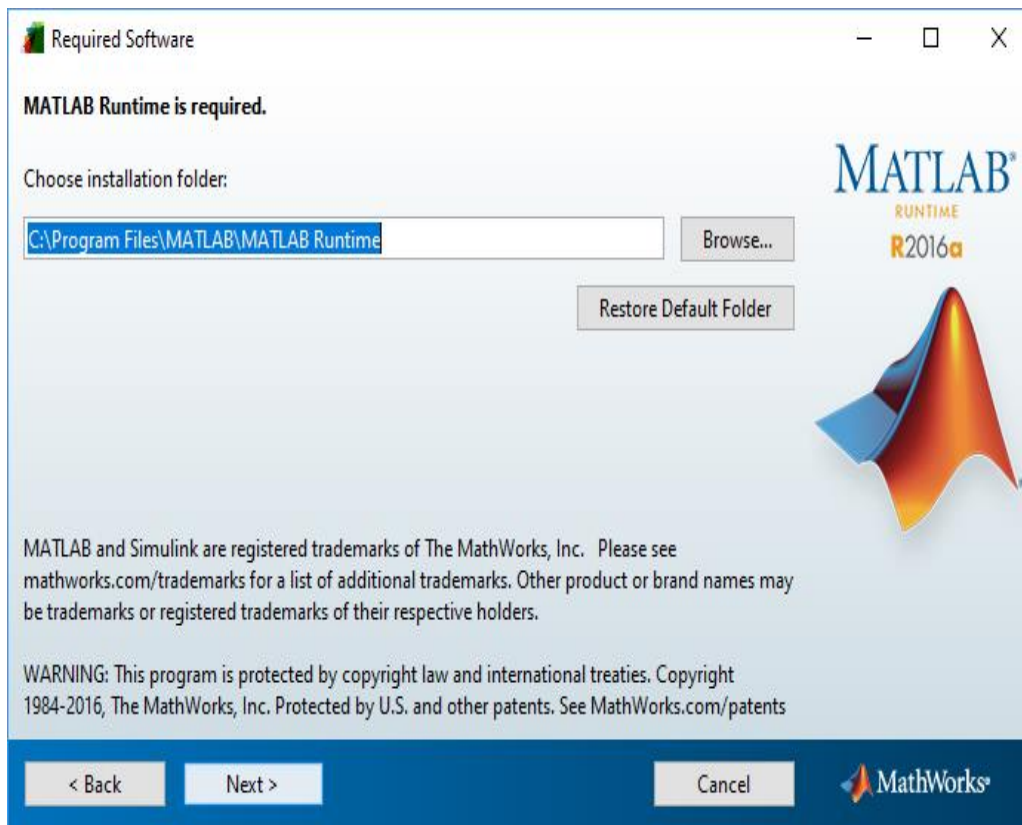 Required Software
MATLAB Runtime is required.
Choose installation folder:
C:\Program Files\MATLAB\MATLAB Runtime
Browse...
Restore Default Folder
MATLAB®
RUNTIME
R2016a
MATLAB and Simulink are registered trademarks of The MathWorks, Inc.   Please see
mathworks.com/trademarks for a list of additional trademarks. Other product or brand names may
be trademarks or registered trademarks of their respective holders.
WARNING: This program is protected by copyright law and international treaties. Copyright
1984-2016, The MathWorks, Inc. Protected by U.S. and other patents. See MathWorks.com/patents
< Back
Next >
Cancel
MathWorks®